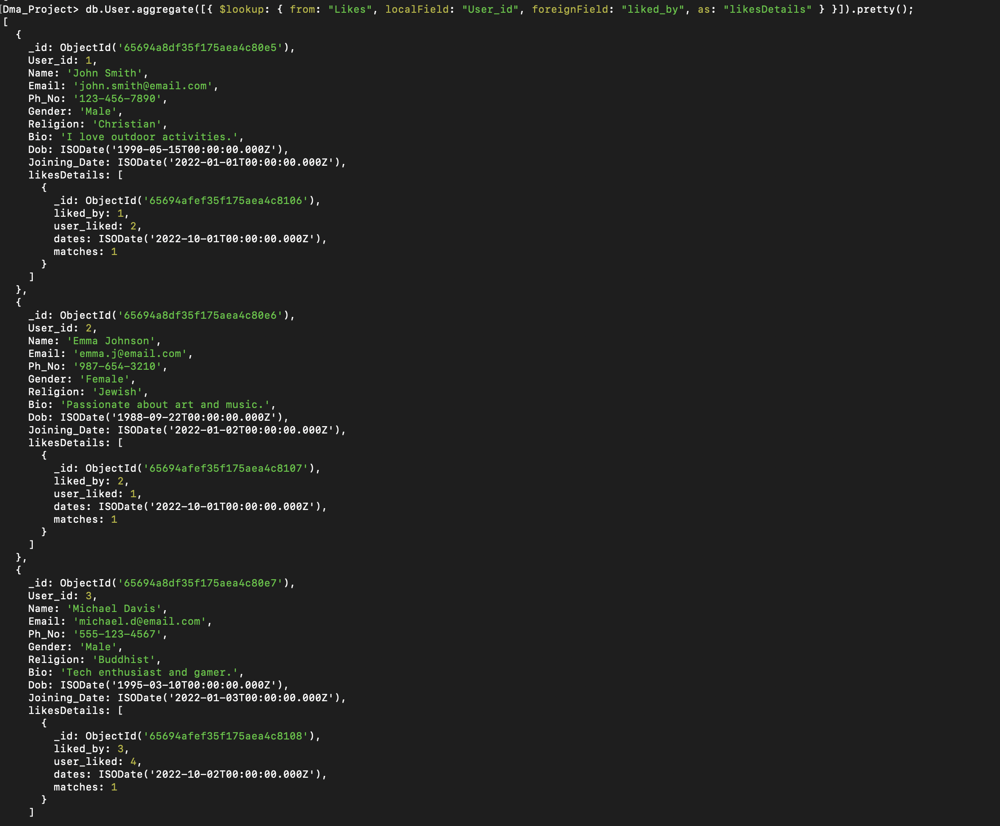 [Dma_Project> db.User.aggregate([{ $lookup: { from: "Likes", localField: "User_id", foreignField: "liked_by", as: "likesDetails" } }]).pretty();
[
  {
    _id: ObjectId('65694a8df35f175aea4c80e5'),
    User_id: 1,
    Name: 'John Smith',
    Email: 'john.smith@email.com',
    Ph_No: '123-456-7890',
    Gender: 'Male',
    Religion: 'Christian',
    Bio: 'I love outdoor activities.',
    Dob: ISODate('1990-05-15T00:00:00.000Z'),
    Joining_Date: ISODate('2022-01-01T00:00:00.000Z'),
    likesDetails: [
      {
        _id: ObjectId('65694afef35f175aea4c8106'),
        liked_by: 1,
        user_liked: 2,
        dates: ISODate('2022-10-01T00:00:00.000Z'),
        matches: 1
      }
    ]
  },
  {
    _id: ObjectId('65694a8df35f175aea4c80e6'),
    User_id: 2,
    Name: 'Emma Johnson',
    Email: 'emma.j@email.com',
    Ph_No: '987-654-3210',
    Gender: 'Female',
    Religion: 'Jewish',
    Bio: 'Passionate about art and music.',
    Dob: ISODate('1988-09-22T00:00:00.000Z'),
    Joining_Date: ISODate('2022-01-02T00:00:00.000Z'),
    likesDetails: [
      {
        _id: ObjectId('65694afef35f175aea4c8107'),
        liked_by: 2,
        user_liked: 1,
        dates: ISODate('2022-10-01T00:00:00.000Z'),
        matches: 1
      }
    ]
  },
  {
    _id: ObjectId('65694a8df35f175aea4c80e7'),
    User_id: 3,
    Name: 'Michael Davis',
    Email: 'michael.d@email.com',
    Ph_No: '555-123-4567',
    Gender: 'Male',
    Religion: 'Buddhist',
    Bio: 'Tech enthusiast and gamer.',
    Dob: ISODate('1995-03-10T00:00:00.000Z'),
    Joining_Date: ISODate('2022-01-03T00:00:00.000Z'),
    likesDetails: [
      {
        _id: ObjectId('65694afef35f175aea4c8108'),
        liked_by: 3,
        user_liked: 4,
        dates: ISODate('2022-10-02T00:00:00.000Z'),
        matches: 1
      }
    ]